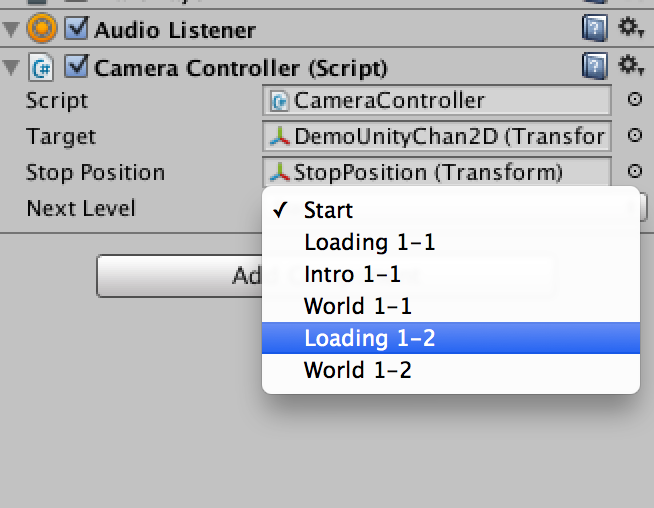 Audio Listener
Camera Controller (Script)
Script CameraController
Target DemoUnityChan2D (Transfor
Stop Position StopPosition (Transform)
Next Level
✓ Start
Loading 1-1
Intro 1-1
World 1-1
Loading 1-2
World 1-2
Ad